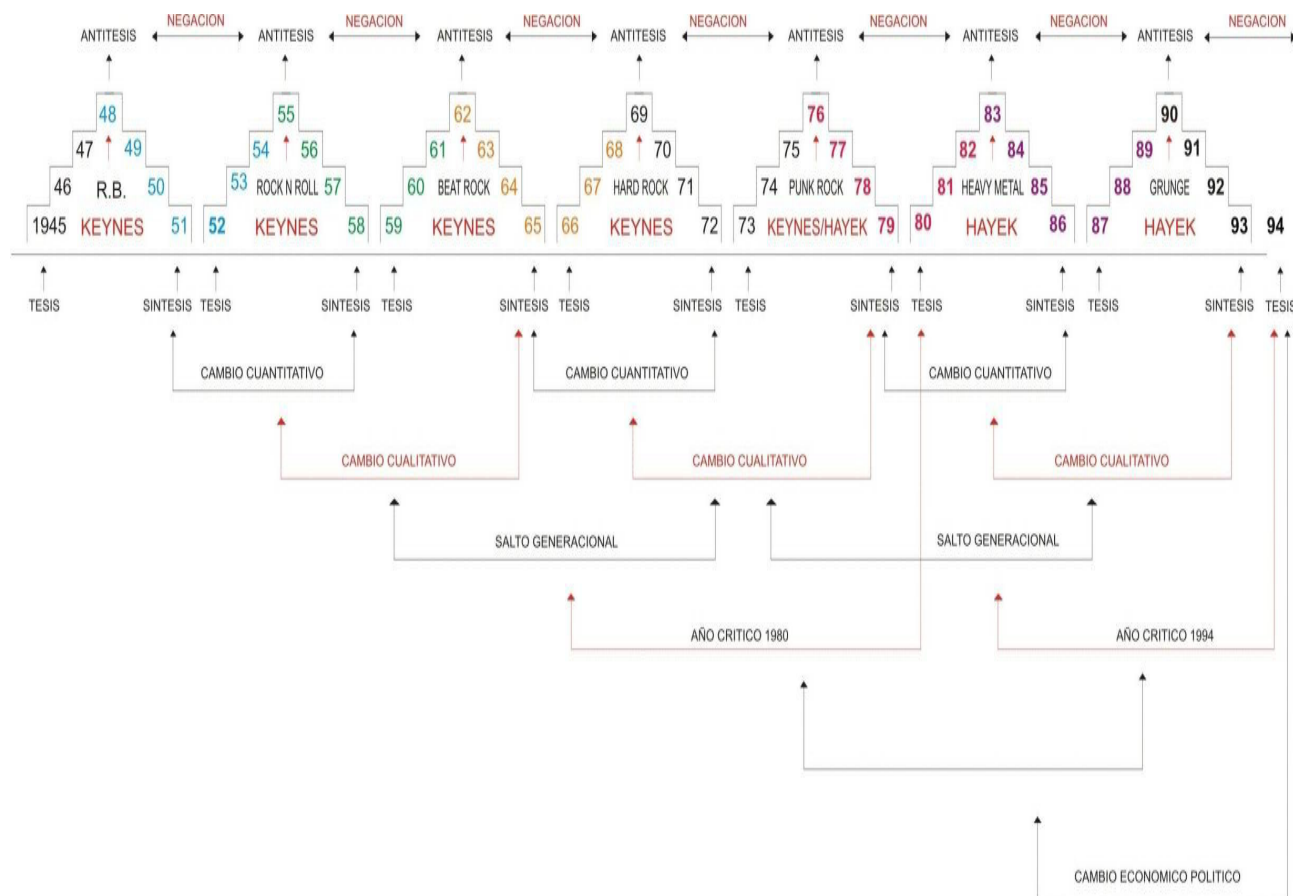 NEGACION NEGACION NEGACION NEGACION NEGACION NEGACION NEGACION
ANTITESIS ANTITESIS ANTITESIS ANTITESIS ANTITESIS ANTITESIS ANTITESIS
48 55 62 69 76 83 90
47 49 54 56 61 63 68 70 75 77 82 84 89 91
46 R.B. 50 53 ROCK N ROLL 57 60 BEAT ROCK 64 67 HARD ROCK 71 74 PUNK ROCK 78 81 HEAVY METAL 85 88 GRUNGE 92
1945 KEYNES 51 52 KEYNES 58 59 KEYNES 65 66 KEYNES 72 73 KEYNES/HAYEK 79 80 HAYEK 86 87 HAYEK 93 94
TESIS SINTESIS TESIS SINTESIS TESIS SINTESIS TESIS SINTESIS TESIS SINTESIS TESIS SINTESIS TESIS SINTESIS TESIS
CAMBIO CUANTITATIVO CAMBIO CUANTITATIVO CAMBIO CUANTITATIVO
CAMBIO CUALITATIVO CAMBIO CUALITATIVO CAMBIO CUALITATIVO
SALTO GENERACIONAL SALTO GENERACIONAL
AÑO CRITICO 1980 AÑO CRITICO 1994
CAMBIO ECONOMICO POLITICO